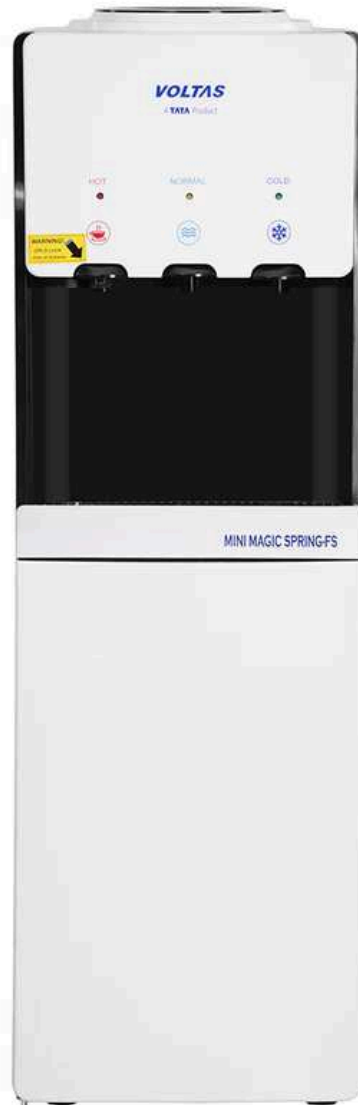 VOLTAS
A TATA Product
HOT
NORMAL
COLD
WARNING!
MINI MAGIC SPRING-FS